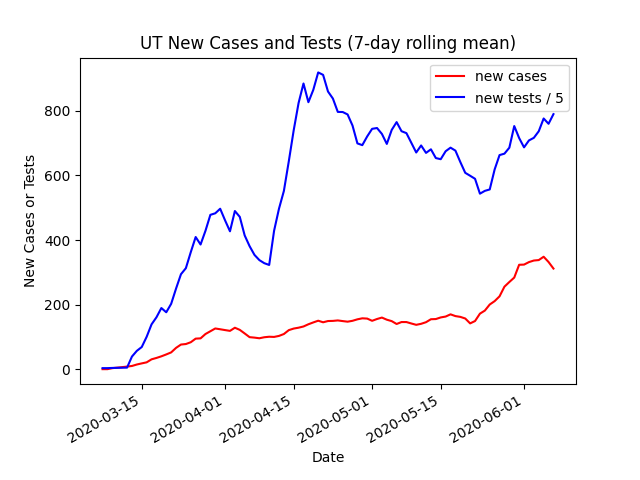 UT New Cases and Tests (7-day rolling mean)
new cases
new tests / 5
New Cases or Tests
800
600
400
200
0
2020-03-15
2020-04-01
2020-04-15
2020-05-01
2020-05-15
2020-06-01
Date